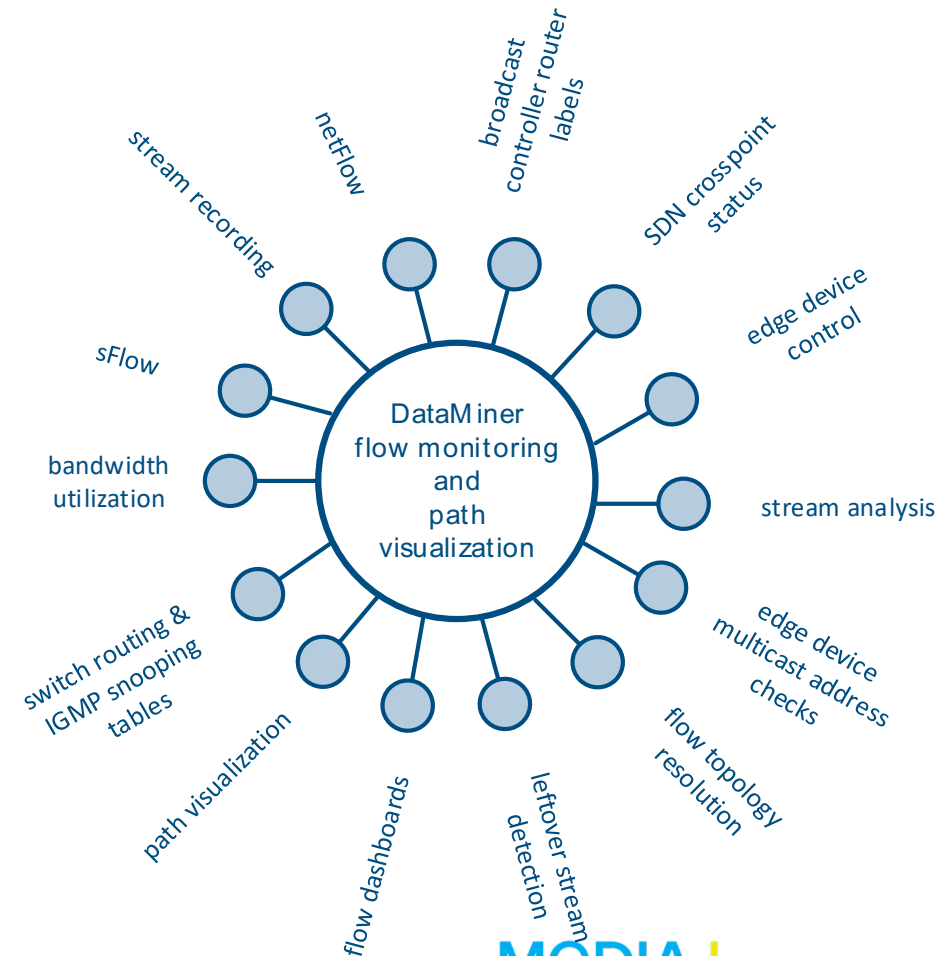 broadcast
controller router
labels
netFlow
SDN crosspoint
status
stream recording
edge device
control
sFlow
DataMiner
flow monitoring
and
path
visualization
bandwidth
utilization
stream analysis
switch routing &
IGMP snooping
tables
edge device
multicast address
checks
path visualization
flow topology
resolution
flow dashboards
leftover stream
detection